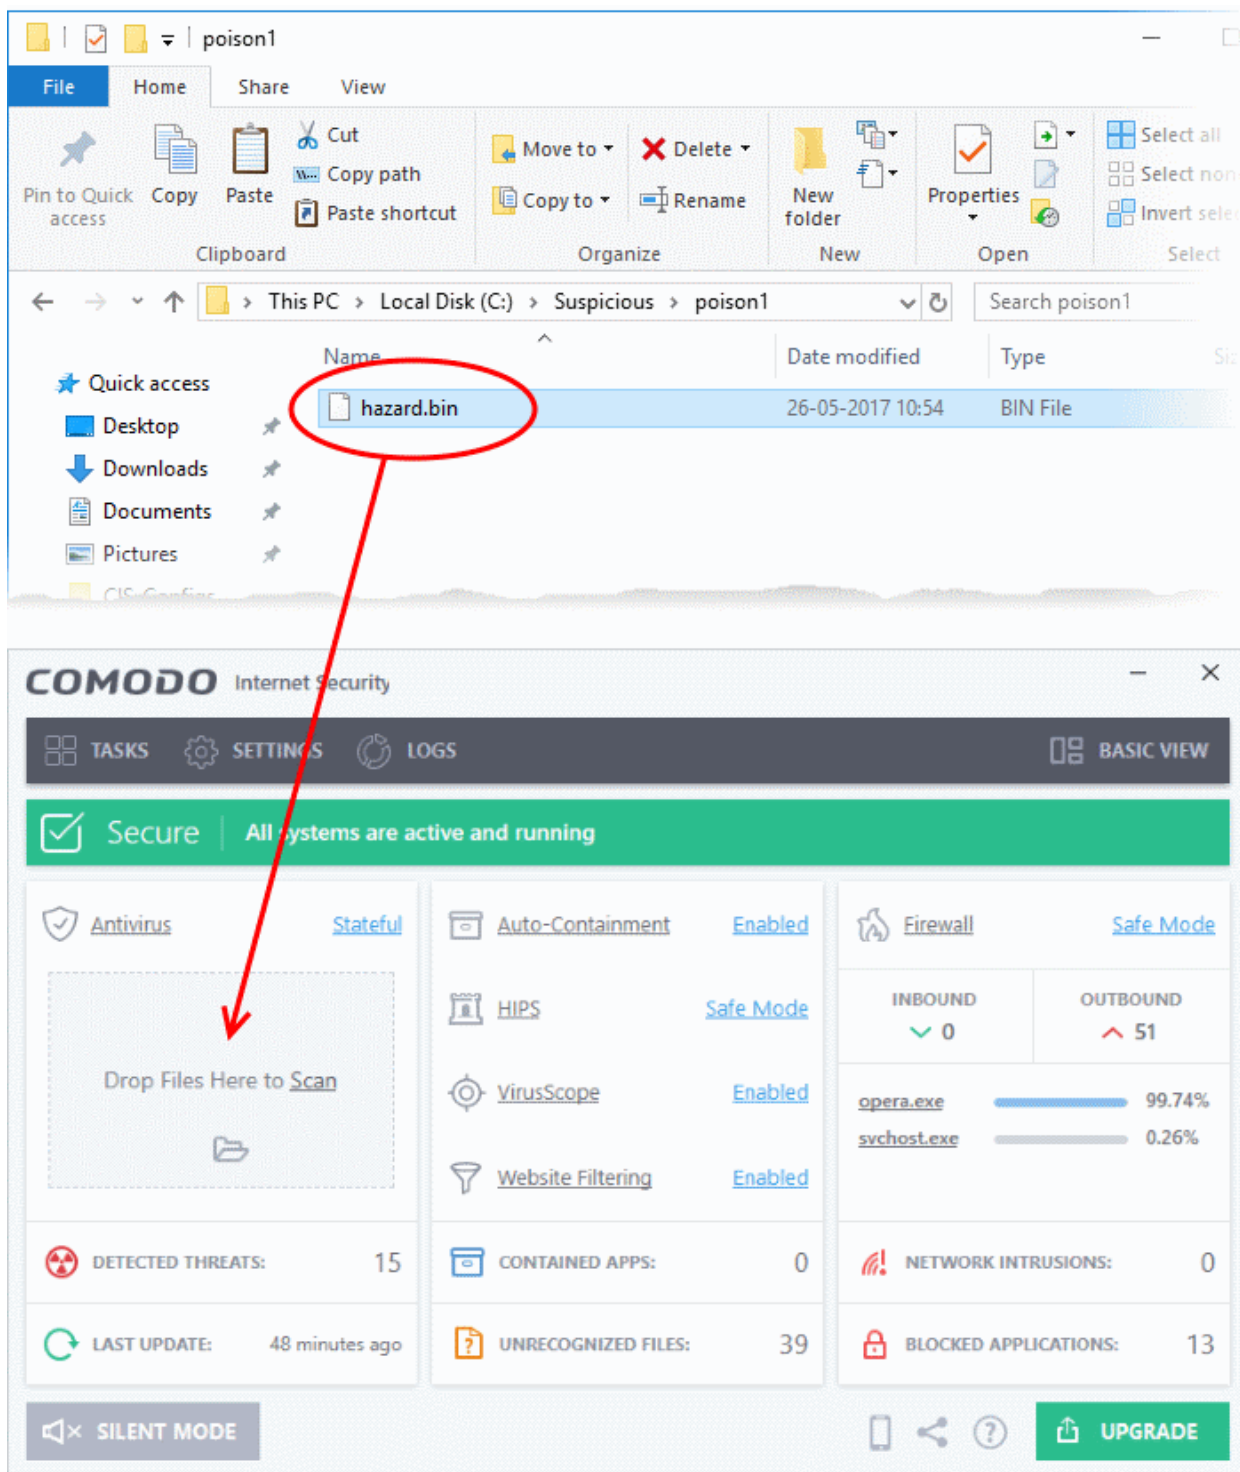 poison1
File Home Share View
Pin to Quick access
Copy
Paste
Cut
Copy path
Paste shortcut
Clipboard
Move to
Copy to
Delete
Rename
Organize
New folder
New
Properties
Open
Select all
Select non
Invert sele
Select
This PC > Local Disk (C:) > Suspicious > poison1
Search poison1
Name Date modified Type Siz
Quick access
Desktop
Downloads
Documents
Pictures
CIS Configs
hazard.bin 26-05-2017 10:54 BIN File
COMODO Internet Security
TASKS SETTINGS LOGS BASIC VIEW
Secure All systems are active and running
Antivirus Stateful
Drop Files Here to Scan
DETECTED THREATS: 15
LAST UPDATE: 48 minutes ago
Auto-Containment Enabled
HIPS Safe Mode
VirusScope Enabled
Website Filtering Enabled
CONTAINED APPS: 0
UNRECOGNIZED FILES: 39
Firewall Safe Mode
INBOUND OUTBOUND
0 51
opera.exe 99.74%
svchost.exe 0.26%
NETWORK INTRUSIONS: 0
BLOCKED APPLICATIONS: 13
SILENT MODE
UPGRADE